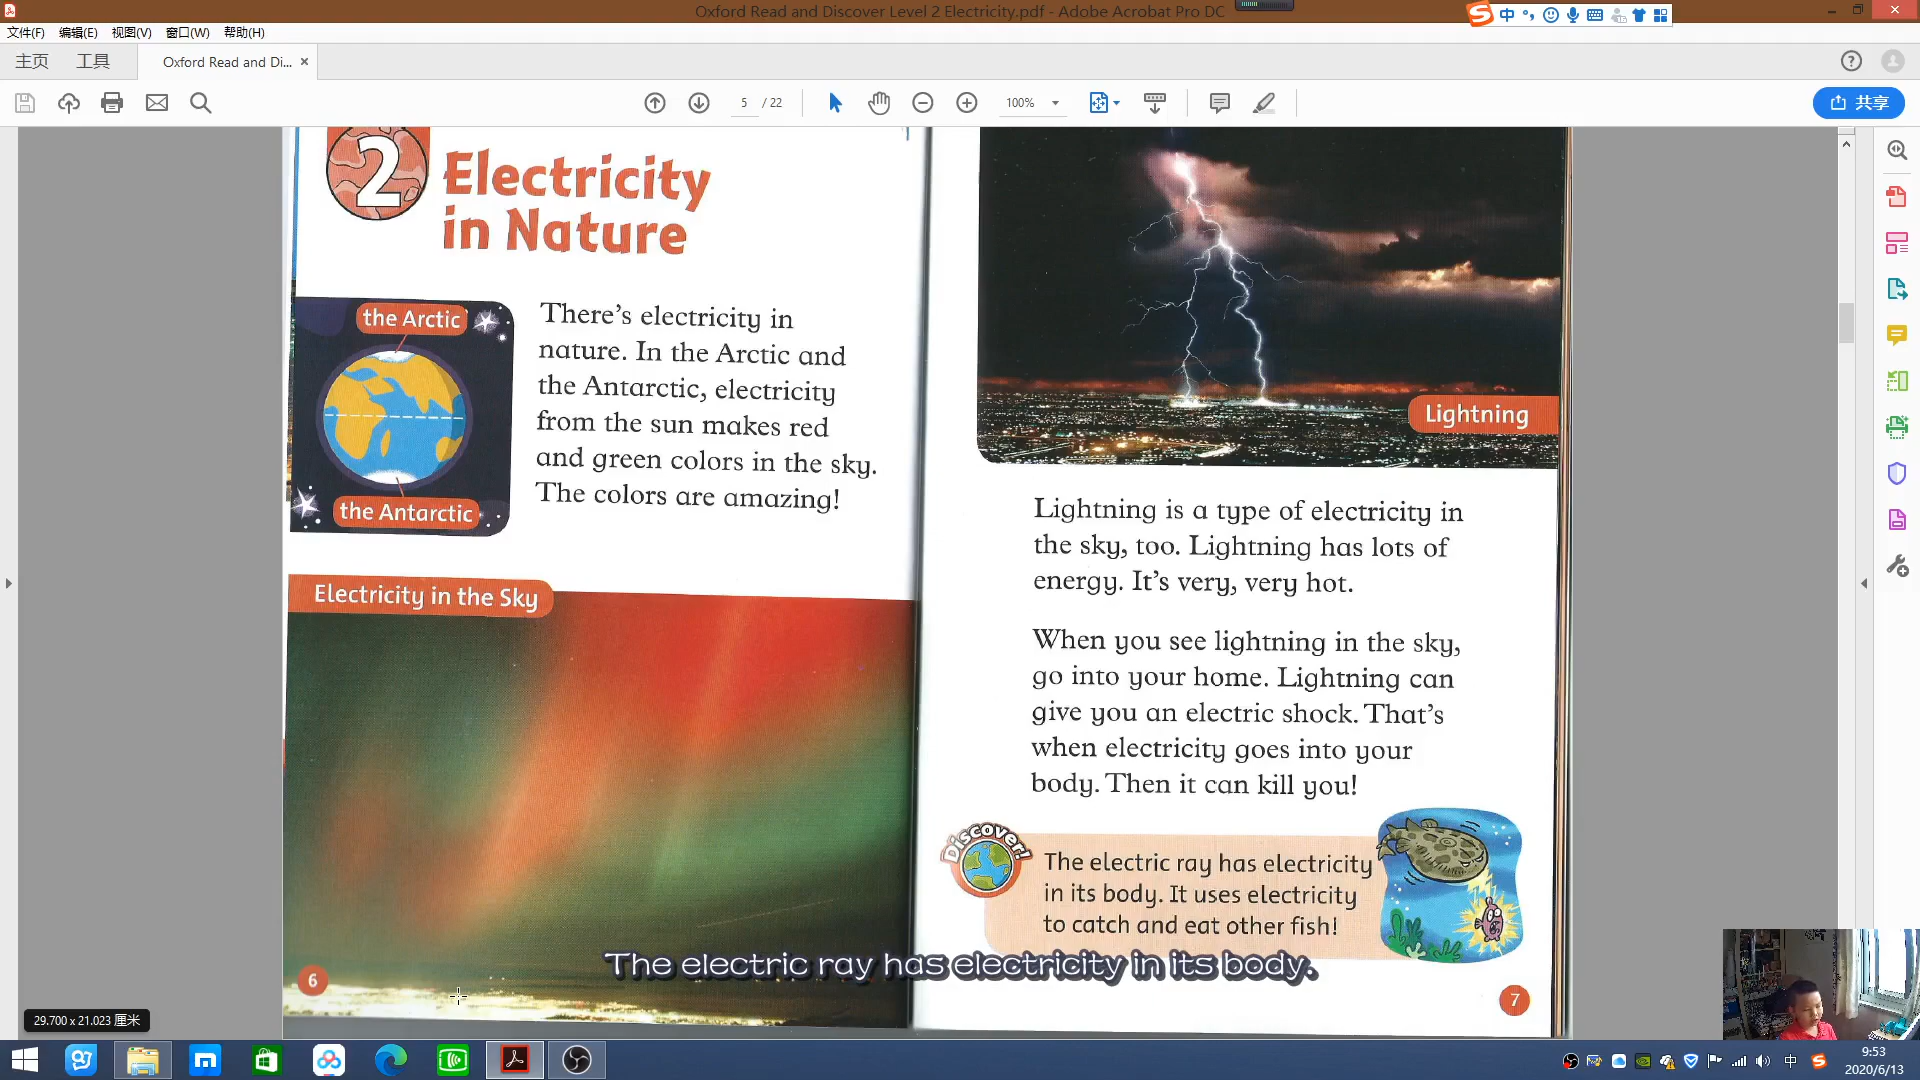 Oxford Read and Discover Level 2 Electricity.pdf - Adobe Acrobat Pro DC
中
文件(F) 编辑(E) 视图(V) 窗口(W) 帮助(H)
主页 工具 Oxford Read and Di... ×
5 / 22 100% 共享
2 Electricity
in Nature
the Arctic
the Antarctic
There's electricity in
nature. In the Arctic and
the Antarctic, electricity
from the sun makes red
and green colors in the sky.
The colors are amazing!
Electricity in the Sky
6
Lightning
Lightning is a type of electricity in
the sky, too. Lightning has lots of
energy. It's very, very hot.
When you see lightning in the sky,
go into your home. Lightning can
give you an electric shock. That's
when electricity goes into your
body. Then it can kill you!
Discover!
The electric ray has electricity
in its body. It uses electricity
to catch and eat other fish!
7
The electric ray has electricity in its body.
29.700 x 21.023 厘米
中
9:53
2020/6/13